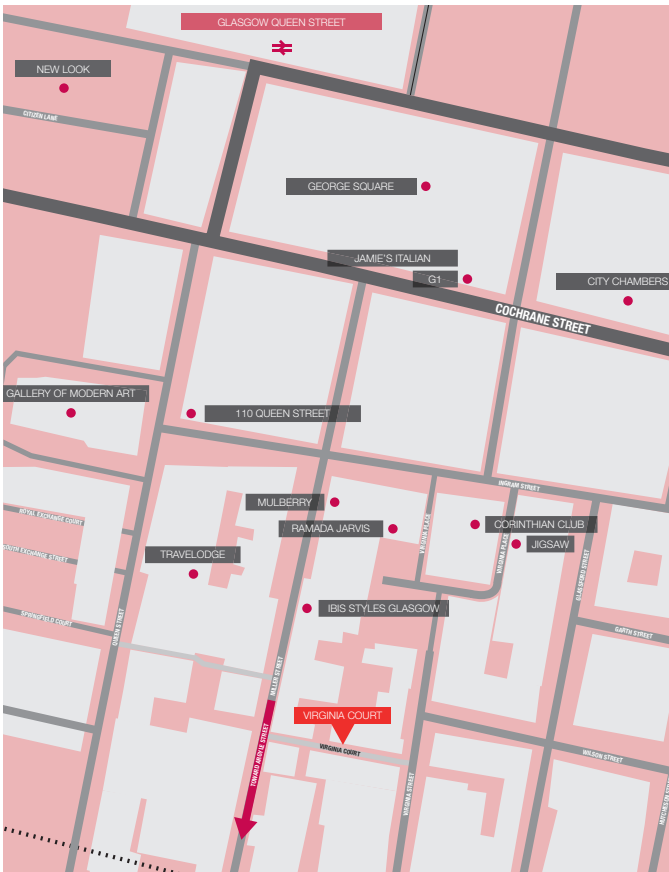 GLASGOW QUEEN STREET
NEW LOOK
CITIZEN LANE
GEORGE SQUARE
JAMIE'S ITALIAN
G1
CITY CHAMBERS
COCHRANE STREET
GALLERY OF MODERN ART
110 QUEEN STREET
INGRAM STREET
MULBERRY
ROYAL EXCHANGE COURT
RAMADA JARVIS
VIRGINIA PLACE
CORINTHIAN CLUB
VIRGINIA PLACE
JIGSAW
SOUTH EXCHANGE STREET
TRAVELODGE
GLASSFORD STREET
IBIS STYLES GLASGOW
SPRINGFIELD COURT
QUEEN STREET
GARTH STREET
MILLER STREET
VIRGINIA COURT
TOWARD ARGYLE STREET
VIRGINIA COURT
WILSON STREET
VIRGINIA STREET